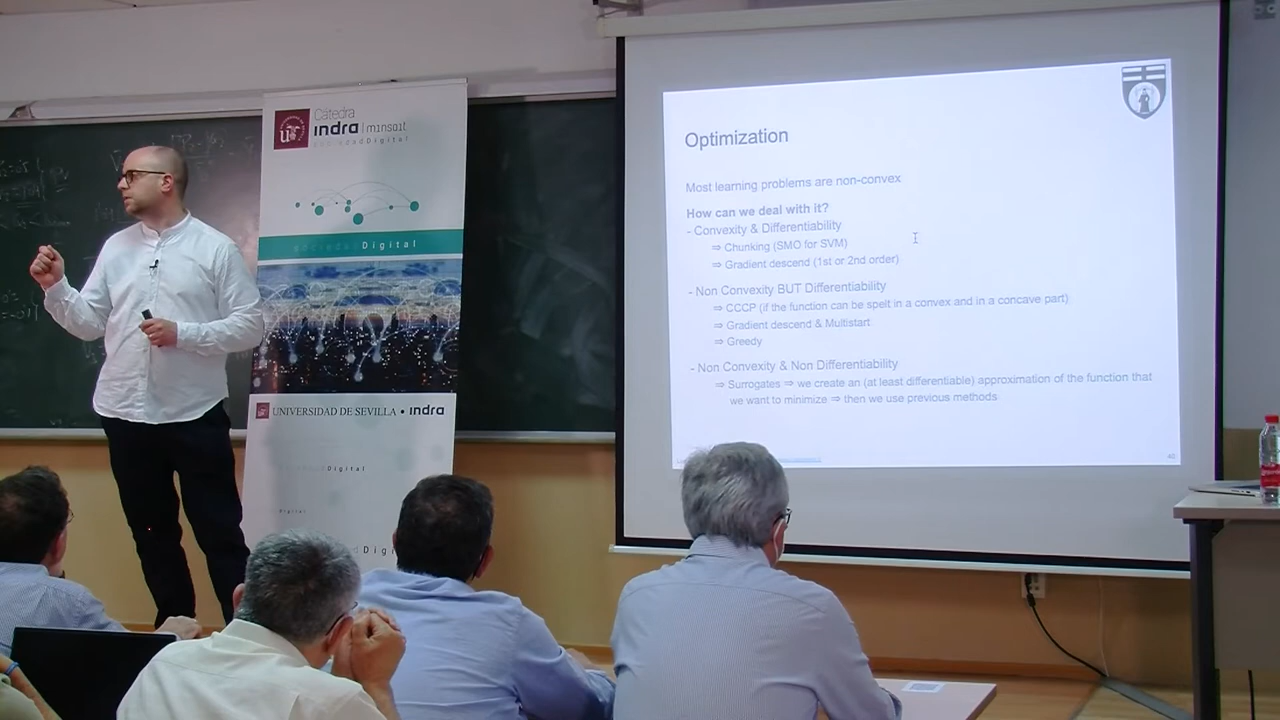 Cátedra
indra | minsait
sociedadDigital
sociedadDigital
UNIVERSIDAD DE SEVILLA • indra
Digital
Digital
Optimization
Most learning problems are non-convex
How can we deal with it?
- Convexity & Differentiability
⇒ Chunking (SMO for SVM)
⇒ Gradient descend (1st or 2nd order)
- Non Convexity BUT Differentiability
⇒ CCCP (if the function can be spelt in a convex and in a concave part)
⇒ Gradient descend & Multistart
⇒ Greedy
- Non Convexity & Non Differentiability
⇒ Surrogates ⇒ we create an (at least differentiable) approximation of the function that
we want to minimize ⇒ then we use previous methods